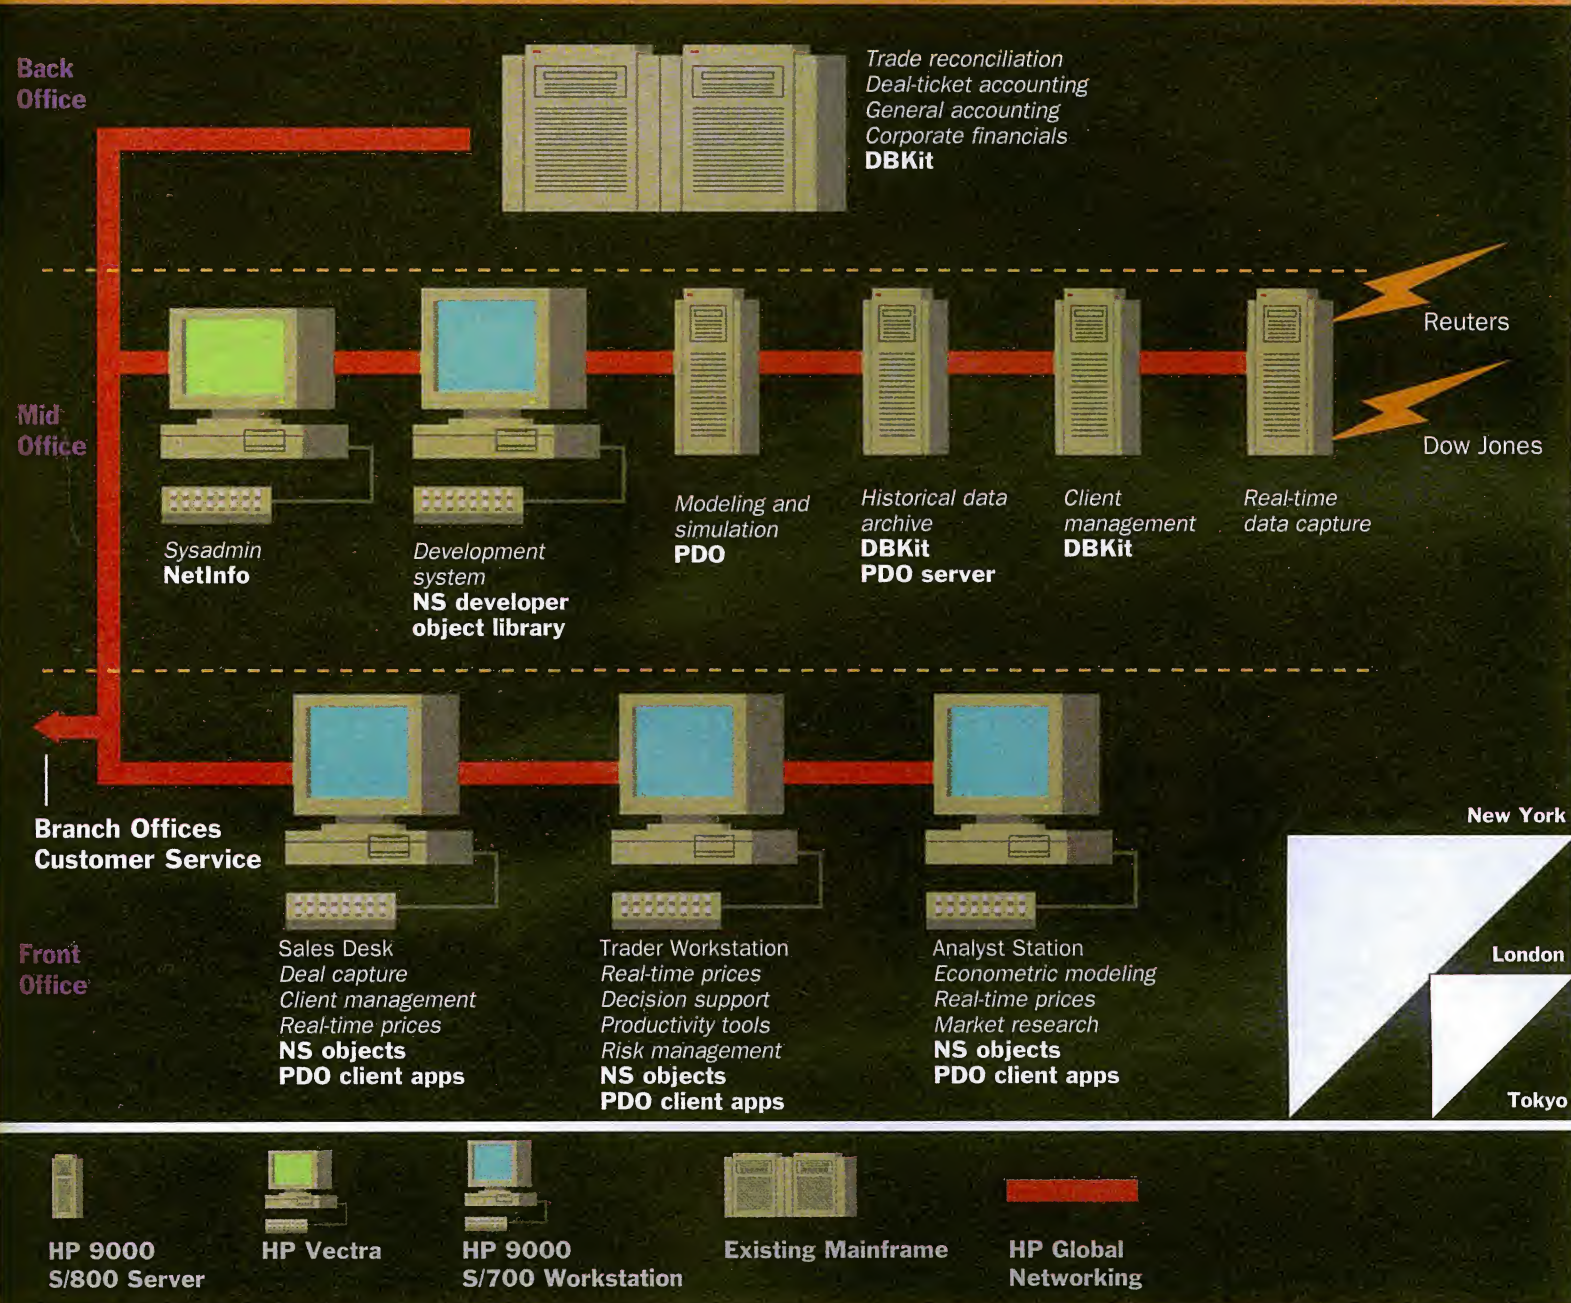 Back
Office
Trade reconciliation
Deal-ticket accounting
General accounting
Corporate financials
DBKit
Reuters
Dow Jones
Mid
Office
Sysadmin
NetInfo
Development
system
NS developer
object library
Modeling and
simulation
PDO
Historical data
archive
DBKit
PDO server
Client
management
DBKit
Real-time
data capture
Branch Offices
Customer Service
Front
Office
Sales Desk
Deal capture
Client management
Real-time prices
NS objects
PDO client apps
Trader Workstation
Real-time prices
Decision support
Productivity tools
Risk management
NS objects
PDO client apps
Analyst Station
Econometric modeling
Real-time prices
Market research
NS objects
PDO client apps
New York
London
Tokyo
HP 9000
S/800 Server
HP Vectra
HP 9000
S/700 Workstation
Existing Mainframe
HP Global
Networking